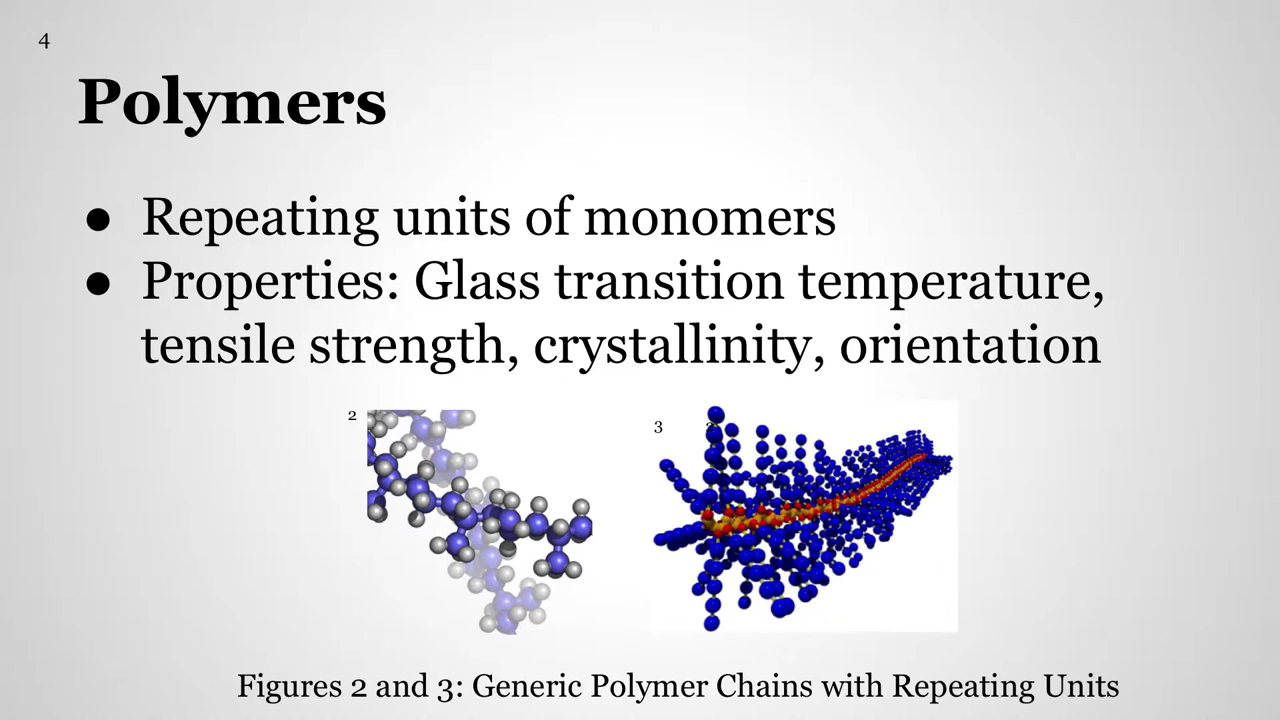 4
Polymers
● Repeating units of monomers
● Properties: Glass transition temperature,
tensile strength, crystallinity, orientation
2
3
Figures 2 and 3: Generic Polymer Chains with Repeating Units